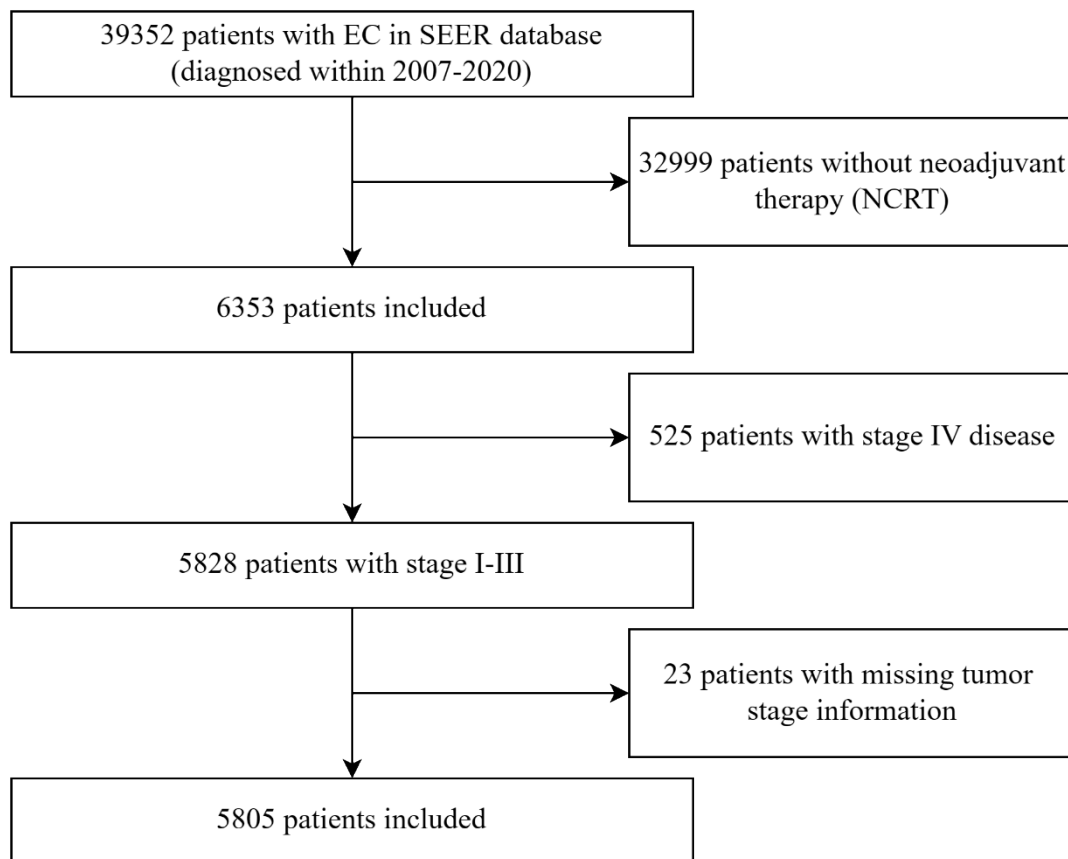 39352 patients with EC in SEER database
(diagnosed within 2007-2020)
32999 patients without neoadjuvant
therapy (NCRT)
6353 patients included
525 patients with stage IV disease
5828 patients with stage I-III
23 patients with missing tumor
stage information
5805 patients included